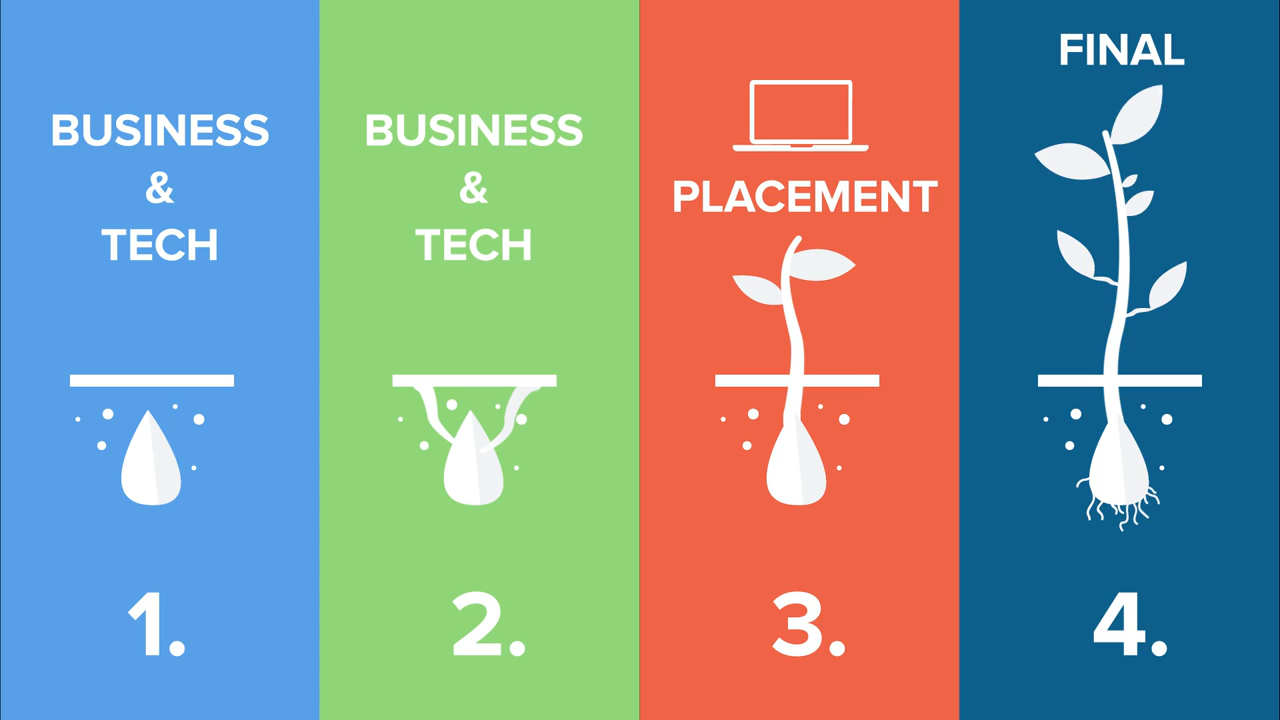 BUSINESS
&
TECH
1.
BUSINESS
&
TECH
2.
PLACEMENT
3.
FINAL
4.